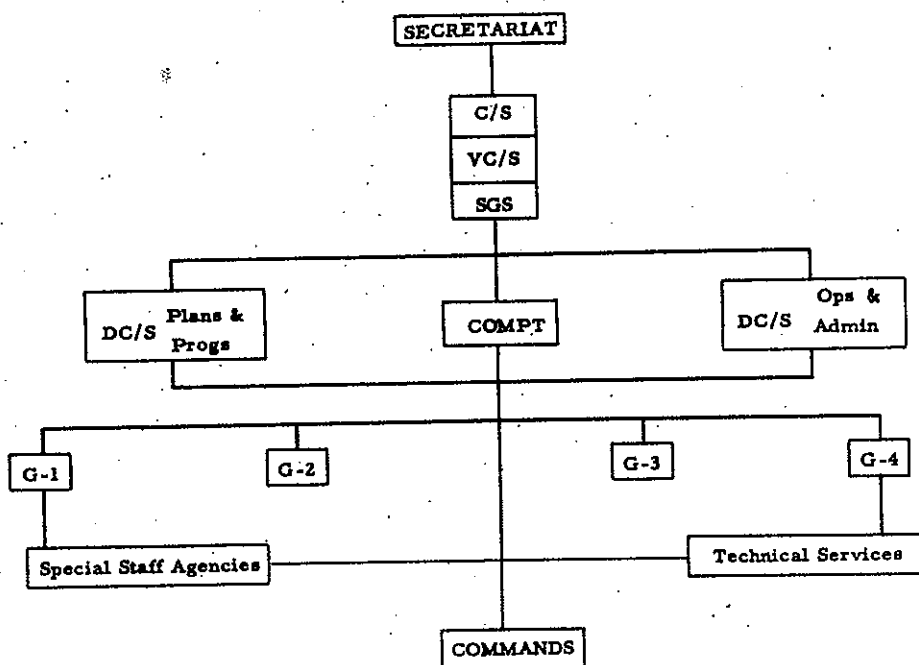 SECRETARIAT
C/S
VC/S
SGS
DC/S Plans &
Progs
COMPT
DC/S Ops &
Admin
G-1
G-2
G-3
G-4
Special Staff Agencies
Technical Services
COMMANDS